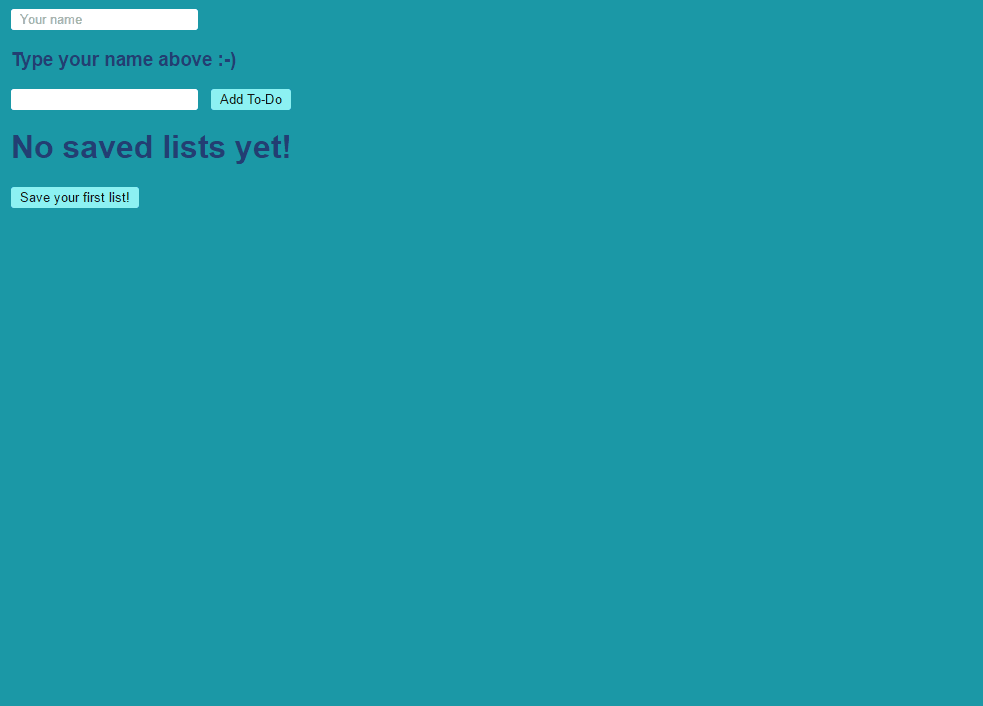 Your name
Type your name above :-)
Add To-Do
No saved lists yet!
Save your first list!